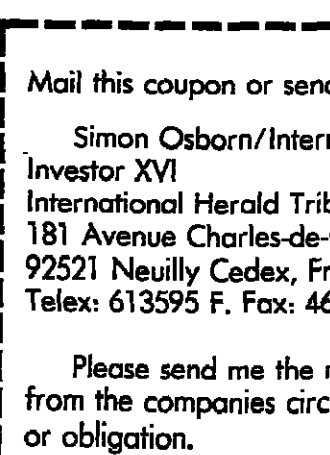 Mail this coupon or send
Simon Osborn/Intern
Investor XVI
International Herald Trib
181 Avenue Charles-de-
92521 Neuilly Cedex, Fr
Telex: 613595 F. Fax: 46
Please send me the
from the companies circ
or obligation.